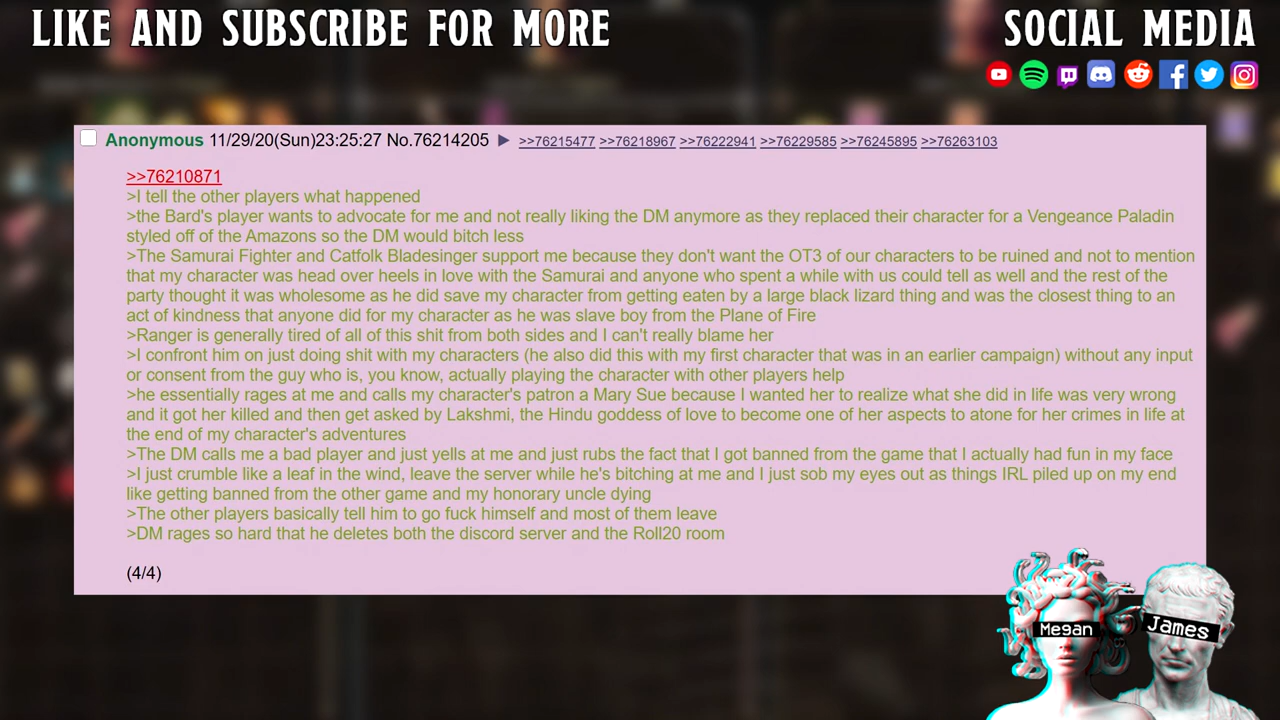 LIKE AND SUBSCRIBE FOR MORE
SOCIAL MEDIA
Anonymous 11/29/20(Sun)23:25:27 No.76214205 ▶ >>76215477 >>76218967 >>76222941 >>76229585 >>76245895 >>76263103
>>76210871
>I tell the other players what happened
>the Bard's player wants to advocate for me and not really liking the DM anymore as they replaced their character for a Vengeance Paladin
styled off of the Amazons so the DM would bitch less
>The Samurai Fighter and Catfolk Bladesinger support me because they don't want the OT3 of our characters to be ruined and not to mention
that my character was head over heels in love with the Samurai and anyone who spent a while with us could tell as well and the rest of the
party thought it was wholesome as he did save my character from getting eaten by a large black lizard thing and was the closest thing to an
act of kindness that anyone did for my character as he was slave boy from the Plane of Fire
>Ranger is generally tired of all of this shit from both sides and I can't really blame her
>I confront him on just doing shit with my characters (he also did this with my first character that was in an earlier campaign) without any input
or consent from the guy who is, you know, actually playing the character with other players help
>he essentially rages at me and calls my character's patron a Mary Sue because I wanted her to realize what she did in life was very wrong
and it got her killed and then get asked by Lakshmi, the Hindu goddess of love to become one of her aspects to atone for her crimes in life at
the end of my character's adventures
>The DM calls me a bad player and just yells at me and just rubs the fact that I got banned from the game that I actually had fun in my face
>I just crumble like a leaf in the wind, leave the server while he's bitching at me and I just sob my eyes out as things IRL piled up on my end
like getting banned from the other game and my honorary uncle dying
>The other players basically tell him to go fuck himself and most of them leave
>DM rages so hard that he deletes both the discord server and the Roll20 room
(4/4)
Megan
James